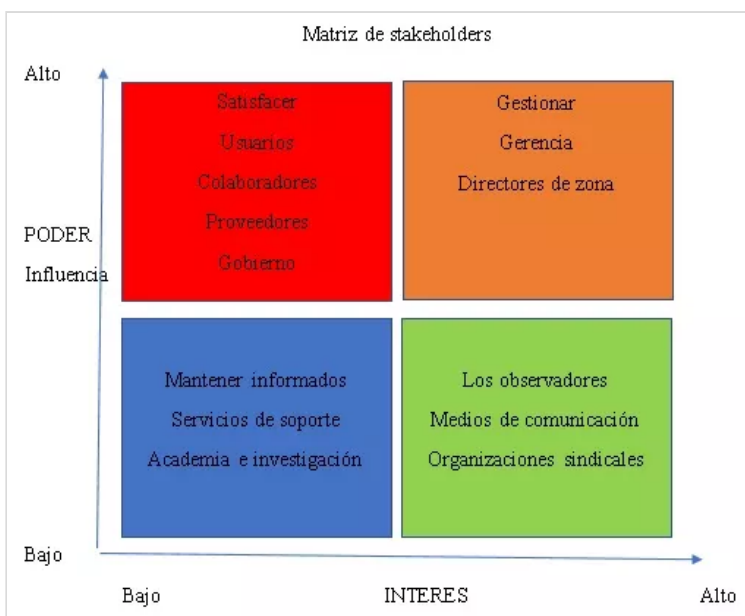 Matriz de stakeholders
Alto
Satisfacer
Usuarios
Colaboradores
Proveedores
Gobierno
Gestionar
Gerencia
Directores de zona
PODER
Influencia
Mantener informados
Servicios de soporte
Academia e investigación
Los observadores
Medios de comunicación
Organizaciones sindicales
Bajo
Bajo
INTERES
Alto